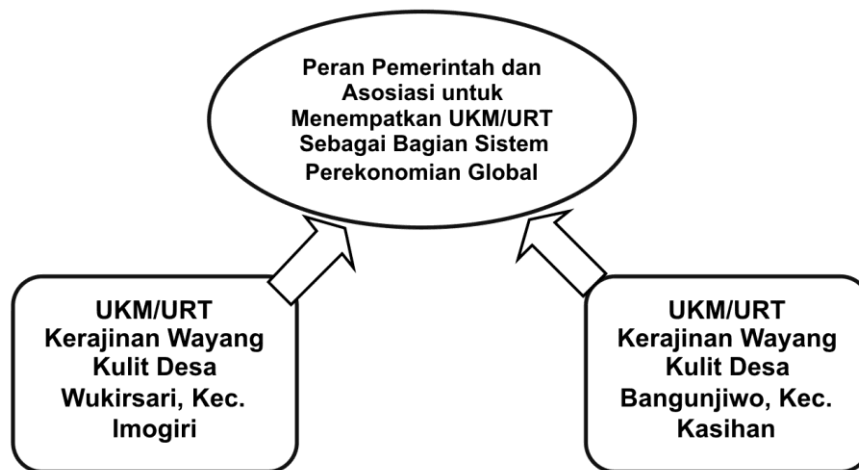 Peran Pemerintah dan
Asosiasi untuk
Menempatkan UKM/URT
Sebagai Bagian Sistem
Perekonomian Global
UKM/URT
Kerajinan Wayang
Kulit Desa
Wukirsari, Kec.
Imogiri
UKM/URT
Kerajinan Wayang
Kulit Desa
Bangunjiwo, Kec.
Kasihan